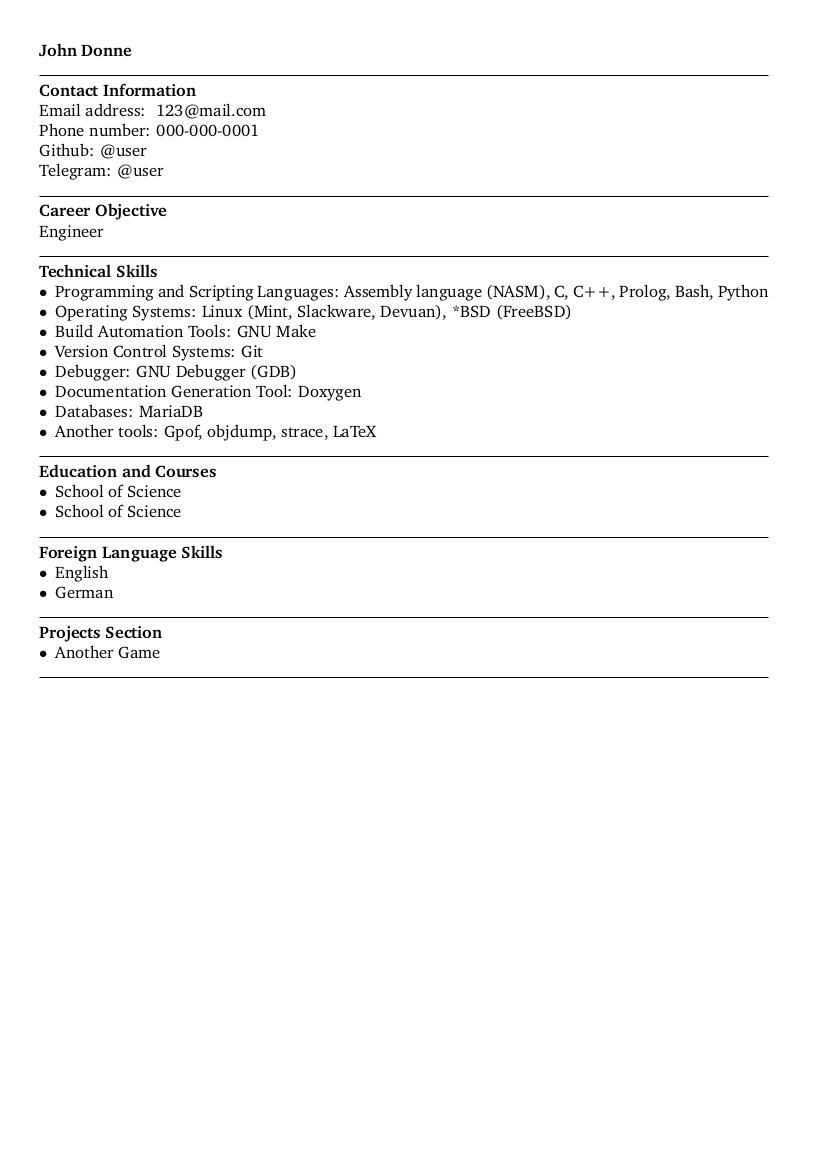 John Donne
Contact Information
Email address: 123@mail.com
Phone number: 000-000-0001
Github: @user
Telegram: @user
Career Objective
Engineer
Technical Skills
• Programming and Scripting Languages: Assembly language (NASM), C, C++, Prolog, Bash, Python
• Operating Systems: Linux (Mint, Slackware, Devuan), *BSD (FreeBSD)
• Build Automation Tools: GNU Make
• Version Control Systems: Git
• Debugger: GNU Debugger (GDB)
• Documentation Generation Tool: Doxygen
• Databases: MariaDB
• Another tools: Gpof, objdump, strace, LaTeX
Education and Courses
• School of Science
• School of Science
Foreign Language Skills
• English
• German
Projects Section
• Another Game